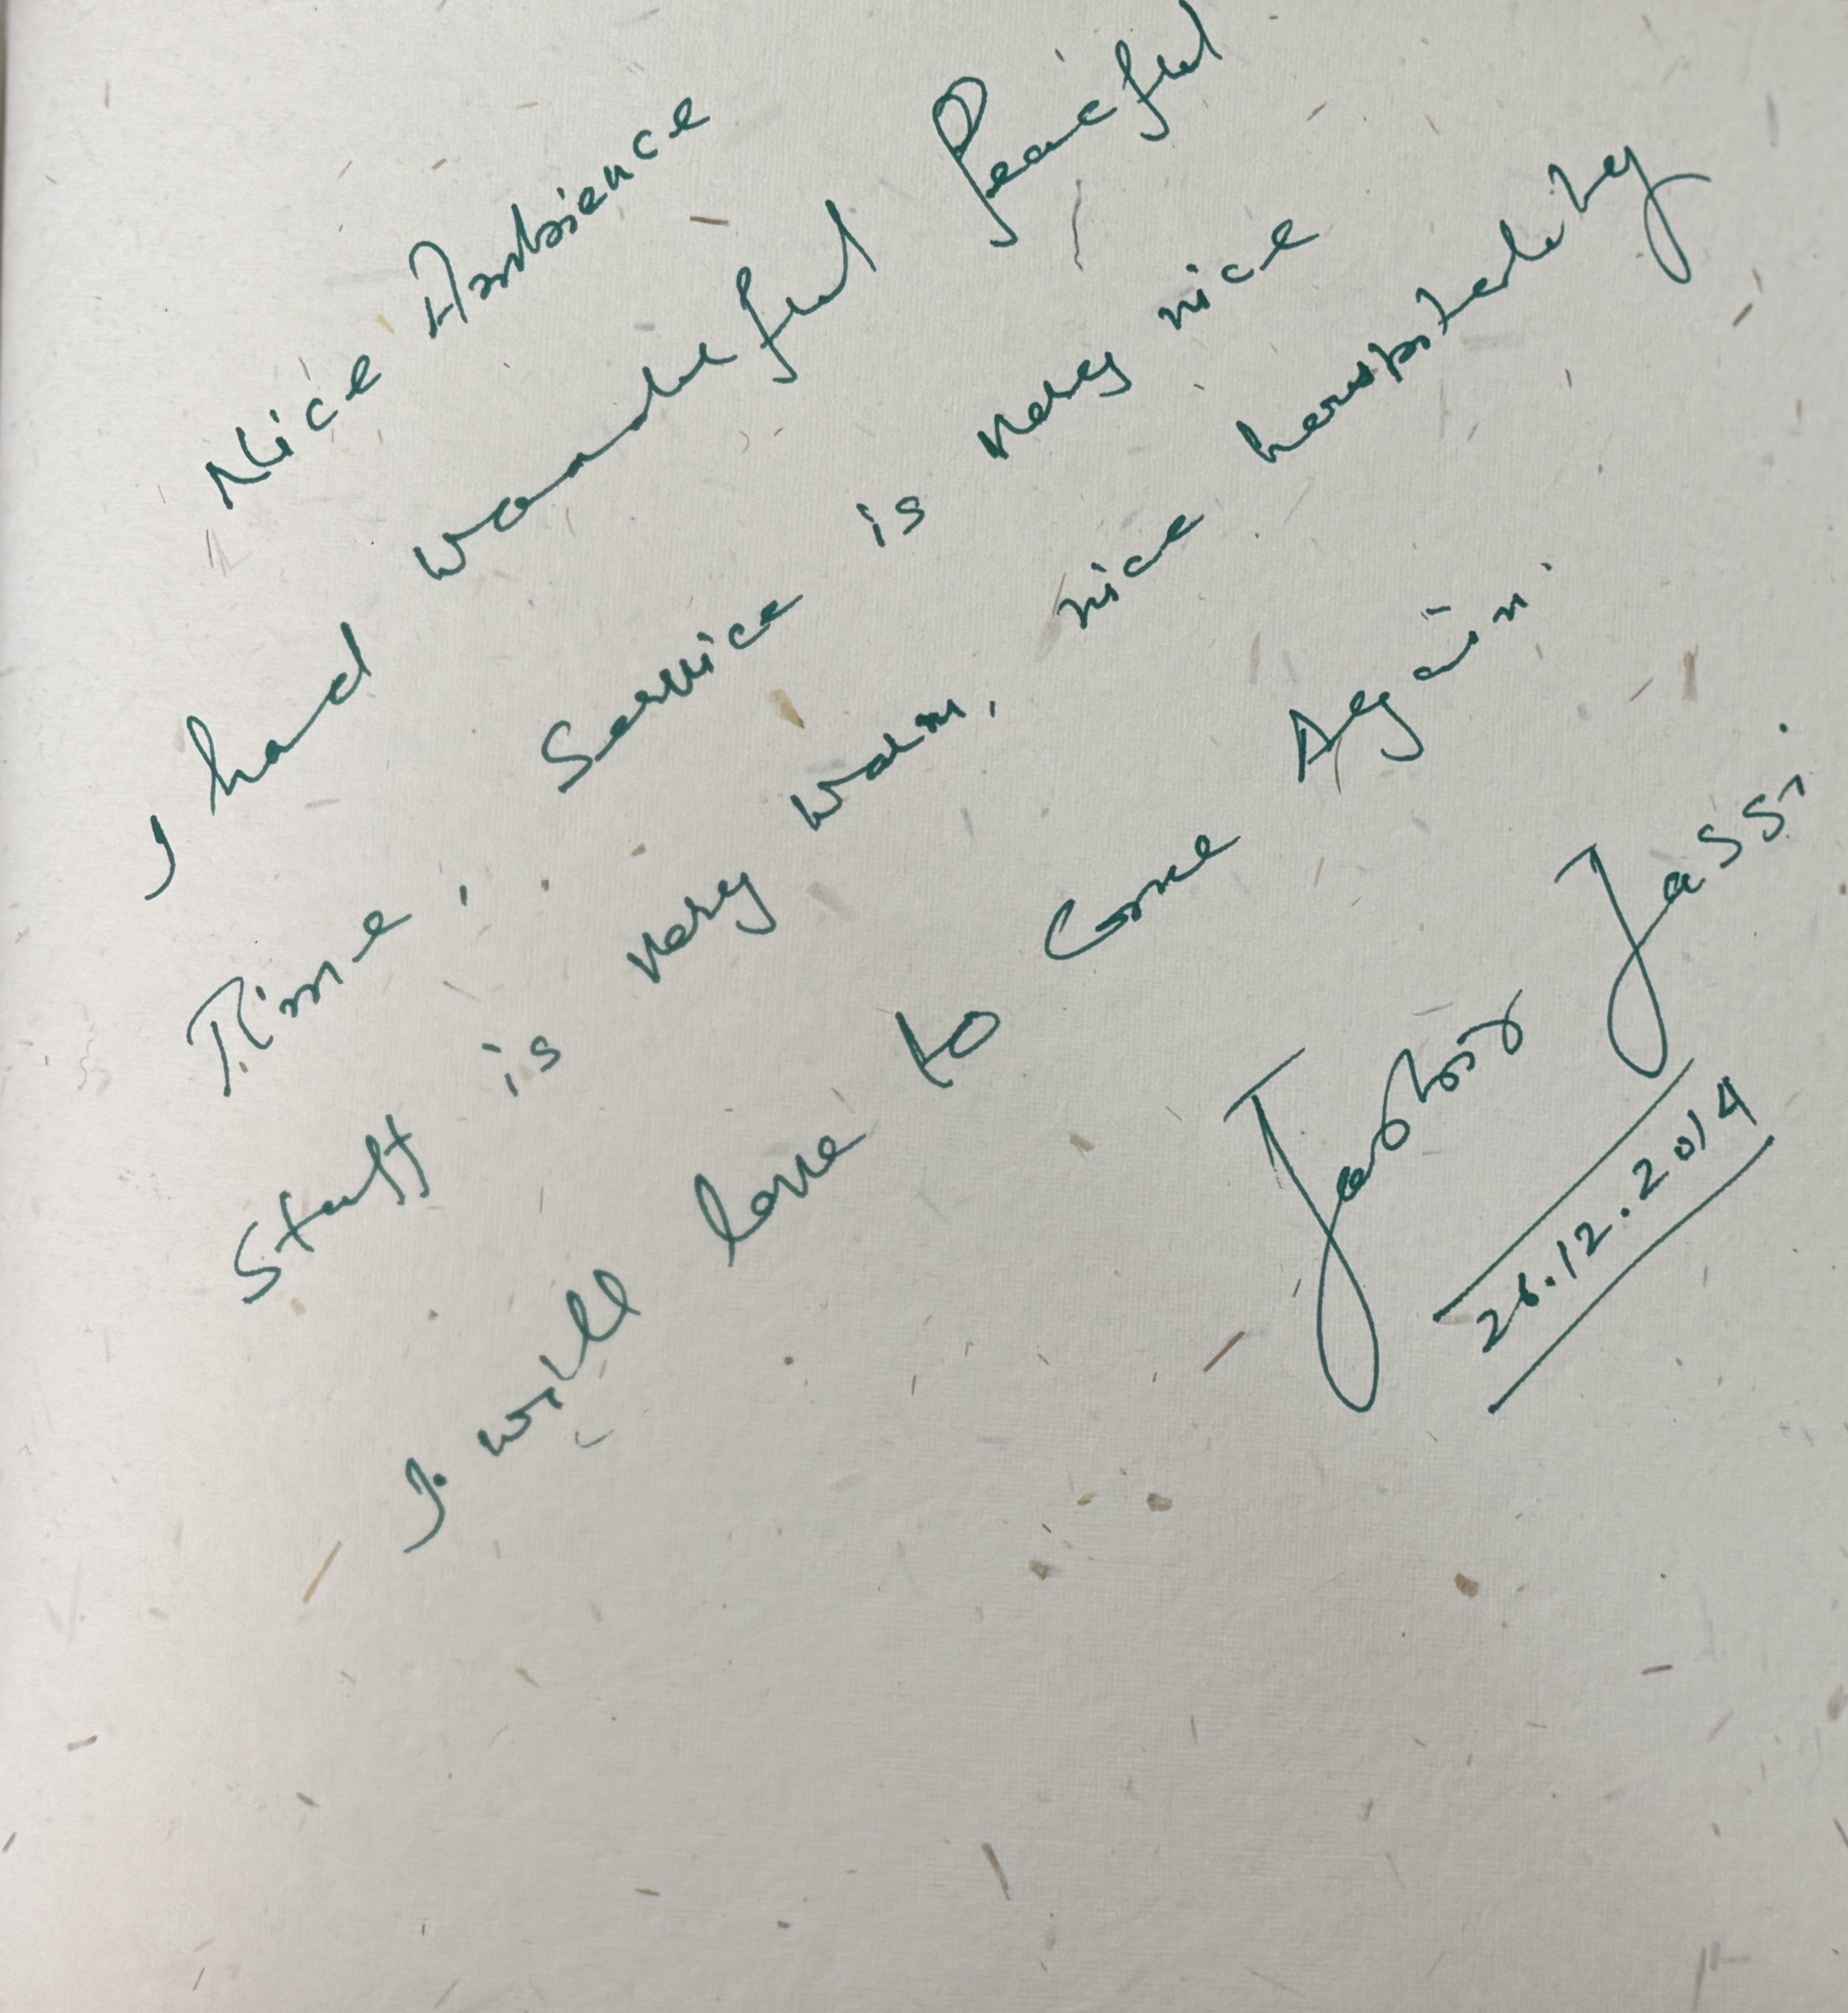 Nice Ambience
I had wondeful Peaceful
Time, Service is very nice
Staff is very warm, nice hospitality
I will love to Come Again.
Jasbir Jassi
26.12.2014